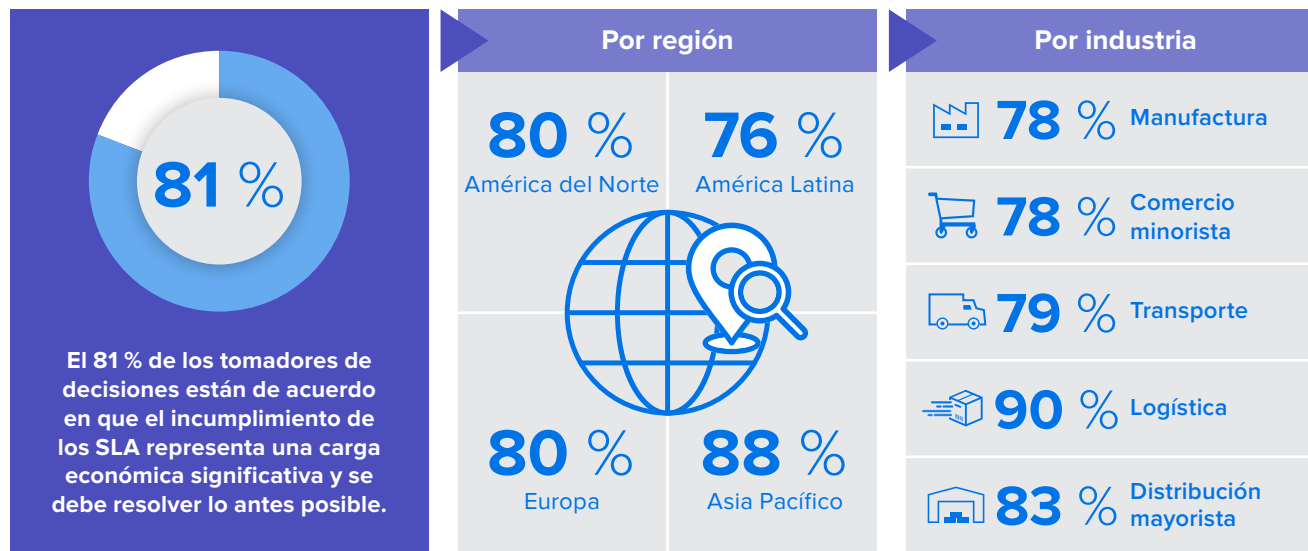 81 %
El 81 % de los tomadores de
decisiones están de acuerdo
en que el incumplimiento de
los SLA representa una carga
económica significativa y se
debe resolver lo antes posible.
Por región
80 %
América del Norte
76 %
América Latina
80 %
Europa
88 %
Asia Pacífico
Por industria
78 % Manufactura
78 % Comercio
minorista
79 % Transporte
90 % Logística
83 % Distribución
mayorista